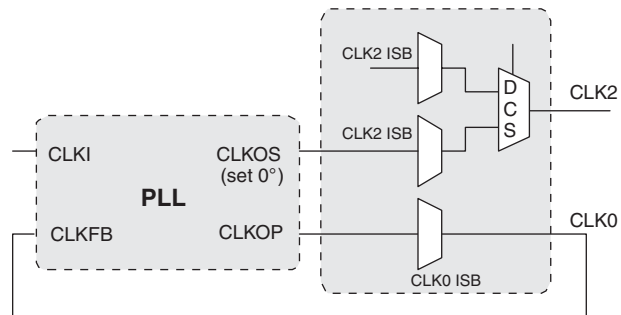 CLK2 ISB
D
C
S
CLK2
CLK2 ISB
CLKI
CLKOS
(set 0°)
PLL
CLKFB
CLKOP
CLK0
CLK0 ISB